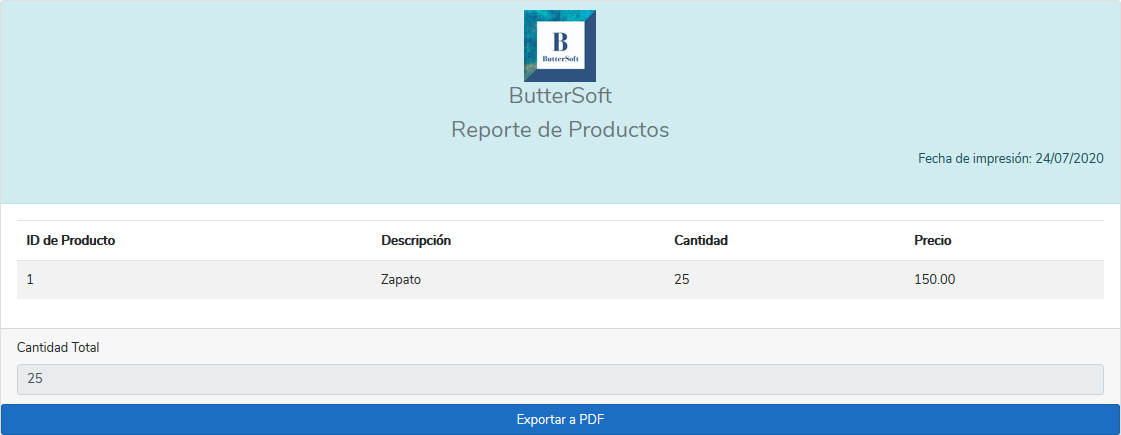 B
ButterSoft
ButterSoft
Reporte de Productos
Fecha de impresión: 24/07/2020
ID de Producto Descripción Cantidad Precio
1 Zapato 25 150.00
Cantidad Total
25
Exportar a PDF